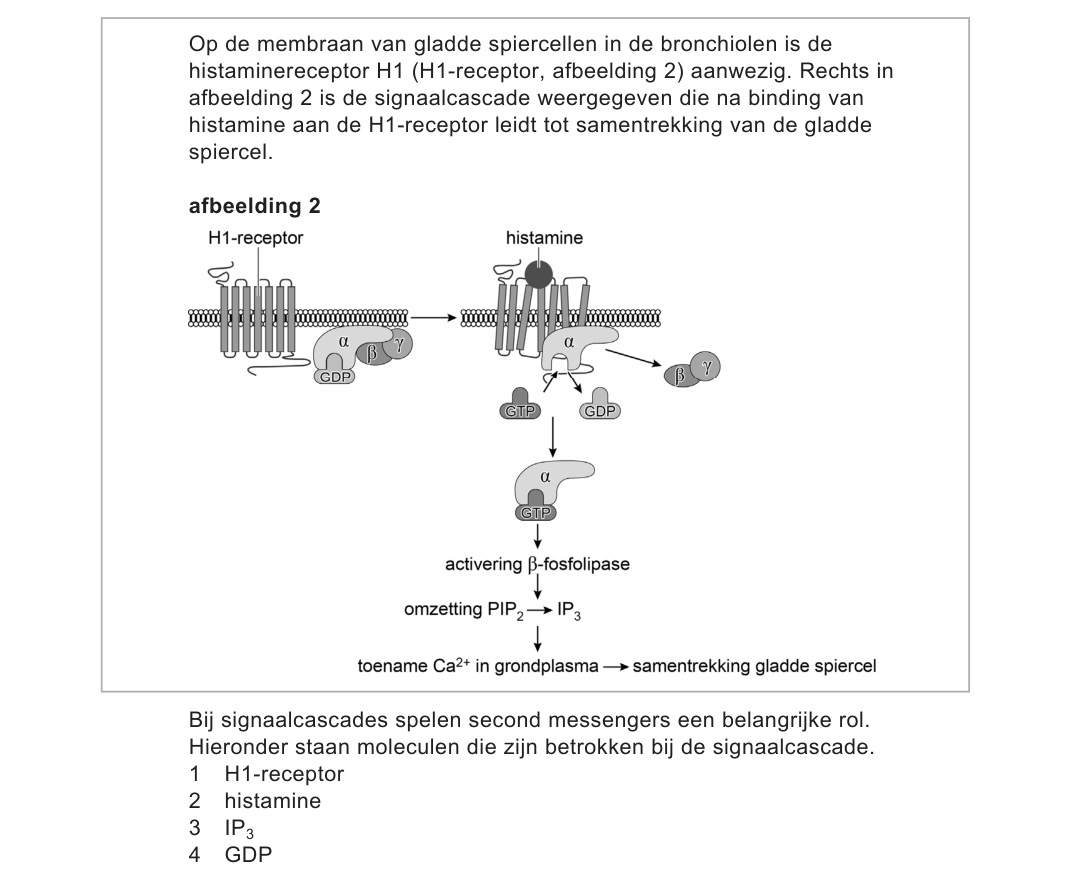 Op de membraan van gladde spiercellen in de bronchiolen is de
histaminereceptor H1 (H1-receptor, afbeelding 2) aanwezig. Rechts in
afbeelding 2 is de signaalcascade weergegeven die na binding van
histamine aan de H1-receptor leidt tot samentrekking van de gladde
spiercel.
afbeelding 2
H1-receptor
histamine
α
β
γ
GDP
α
β
γ
GTP
GDP
α
GTP
activering β-fosfolipase
omzetting PIP₂ → IP₃
toename Ca²⁺ in grondplasma → samentrekking gladde spiercel
Bij signaalcascades spelen second messengers een belangrijke rol.
Hieronder staan moleculen die zijn betrokken bij de signaalcascade.
1 H1-receptor
2 histamine
3 IP₃
4 GDP